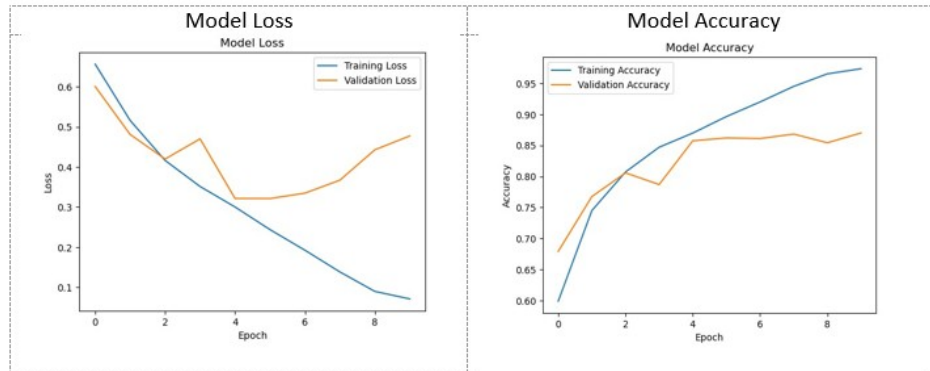 Model Loss
Model Loss
Training Loss
Validation Loss
0.6
0.5
0.4
0.3
0.2
0.1
Loss
0 2 4 6 8
Epoch
Model Accuracy
Model Accuracy
Training Accuracy
Validation Accuracy
0.95
0.90
0.85
0.80
0.75
0.70
0.65
0.60
Accuracy
0 2 4 6 8
Epoch